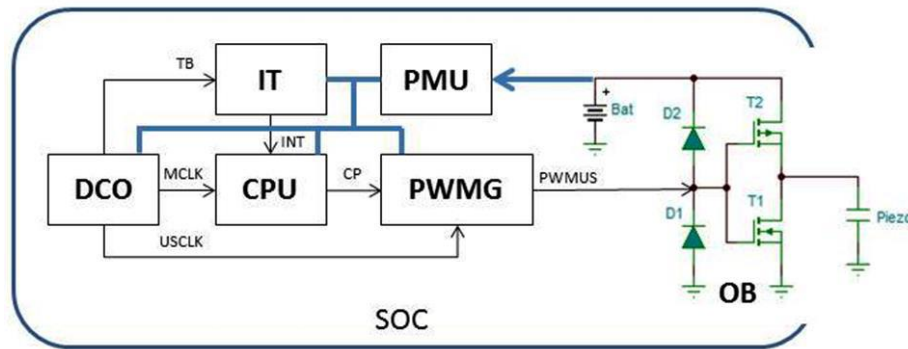 TB
IT
PMU
+
Bat
D2
T2
INT
DCO
MCLK
CPU
CP
PWMG
PWMUS
D1
T1
Piezo
USCLK
OB
SOC